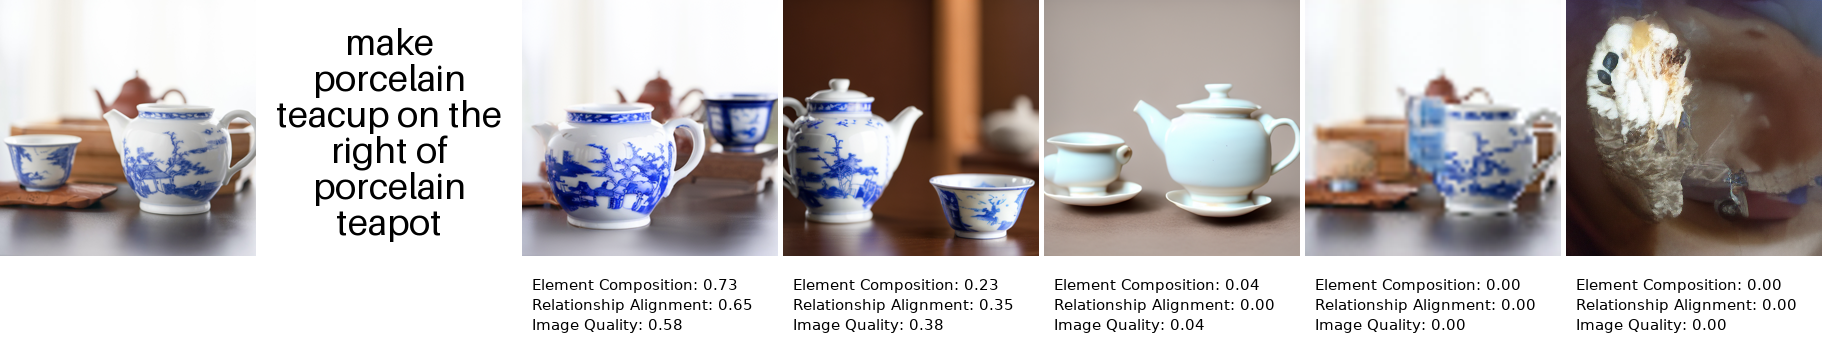 make
porcelain
teacup on the
right of
porcelain
teapot
Element Composition: 0.73
Relationship Alignment: 0.65
Image Quality: 0.58
Element Composition: 0.23
Relationship Alignment: 0.35
Image Quality: 0.38
Element Composition: 0.04
Relationship Alignment: 0.00
Image Quality: 0.04
Element Composition: 0.00
Relationship Alignment: 0.00
Image Quality: 0.00
Element Composition: 0.00
Relationship Alignment: 0.00
Image Quality: 0.00